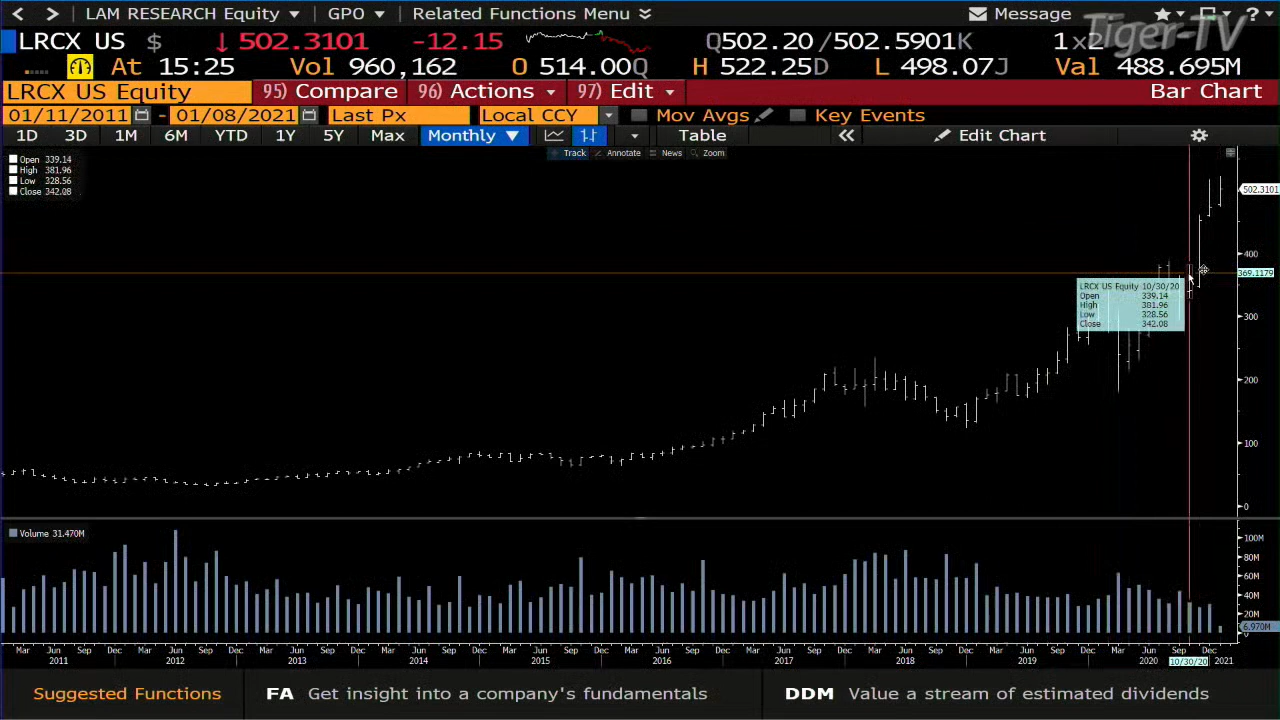 LAM RESEARCH Equity GPO Related Functions Menu Message ?
LRCX US $ ↓ 502.3101 -12.15 Q502.20/502.5901K 1x2
Tiger-TV
At 15:25 Vol 960,162 O 514.00Q H 522.25D L 498.07J Val 488.695M
LRCX US Equity 95) Compare 96) Actions 97) Edit Bar Chart
01/11/2011 - 01/08/2021 Last Px Local CCY Mov Avgs Key Events
1D 3D 1M 6M YTD 1Y 5Y Max Monthly ▼ Table « Edit Chart
Track Annotate News Zoom
Open 339.14
High 381.96
Low 328.56
Close 342.08
502.3101
400
369.1179
LRCX US Equity 10/30/20
Open 339.14
High 381.96
Low 328.56
Close 342.08
300
200
100
0
Volume 31.470M
100M
80M
60M
40M
20M
6.970M
0
Mar Jun Sep Dec Mar Jun Sep Dec Mar Jun Sep Dec Mar Jun Sep Dec Mar Jun Sep Dec Mar Jun Sep Dec Mar Jun Sep Dec Mar Jun Sep Dec Mar Jun Sep Dec Mar Jun Sep Dec
2011 2012 2013 2014 2015 2016 2017 2018 2019 2020 10/30/20 2021
Suggested Functions FA Get insight into a company's fundamentals DDM Value a stream of estimated dividends